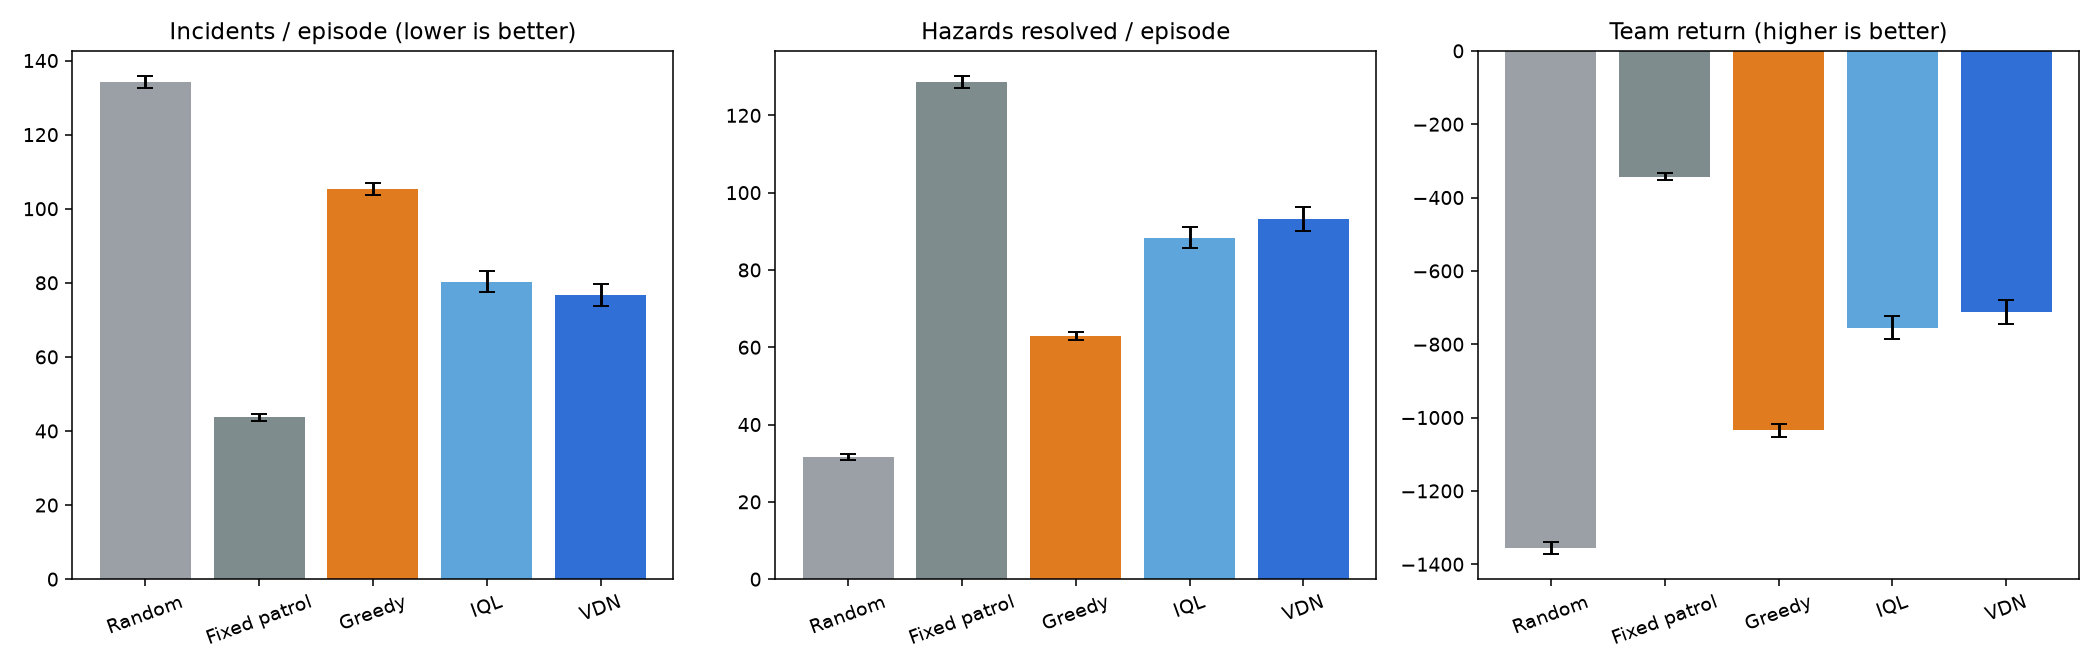 Incidents / episode (lower is better)
140
120
100
80
60
40
20
0
Random
Fixed patrol
Greedy
IQL
VDN
Hazards resolved / episode
120
100
80
60
40
20
0
Random
Fixed patrol
Greedy
IQL
VDN
Team return (higher is better)
0
−200
−400
−600
−800
−1000
−1200
−1400
Random
Fixed patrol
Greedy
IQL
VDN